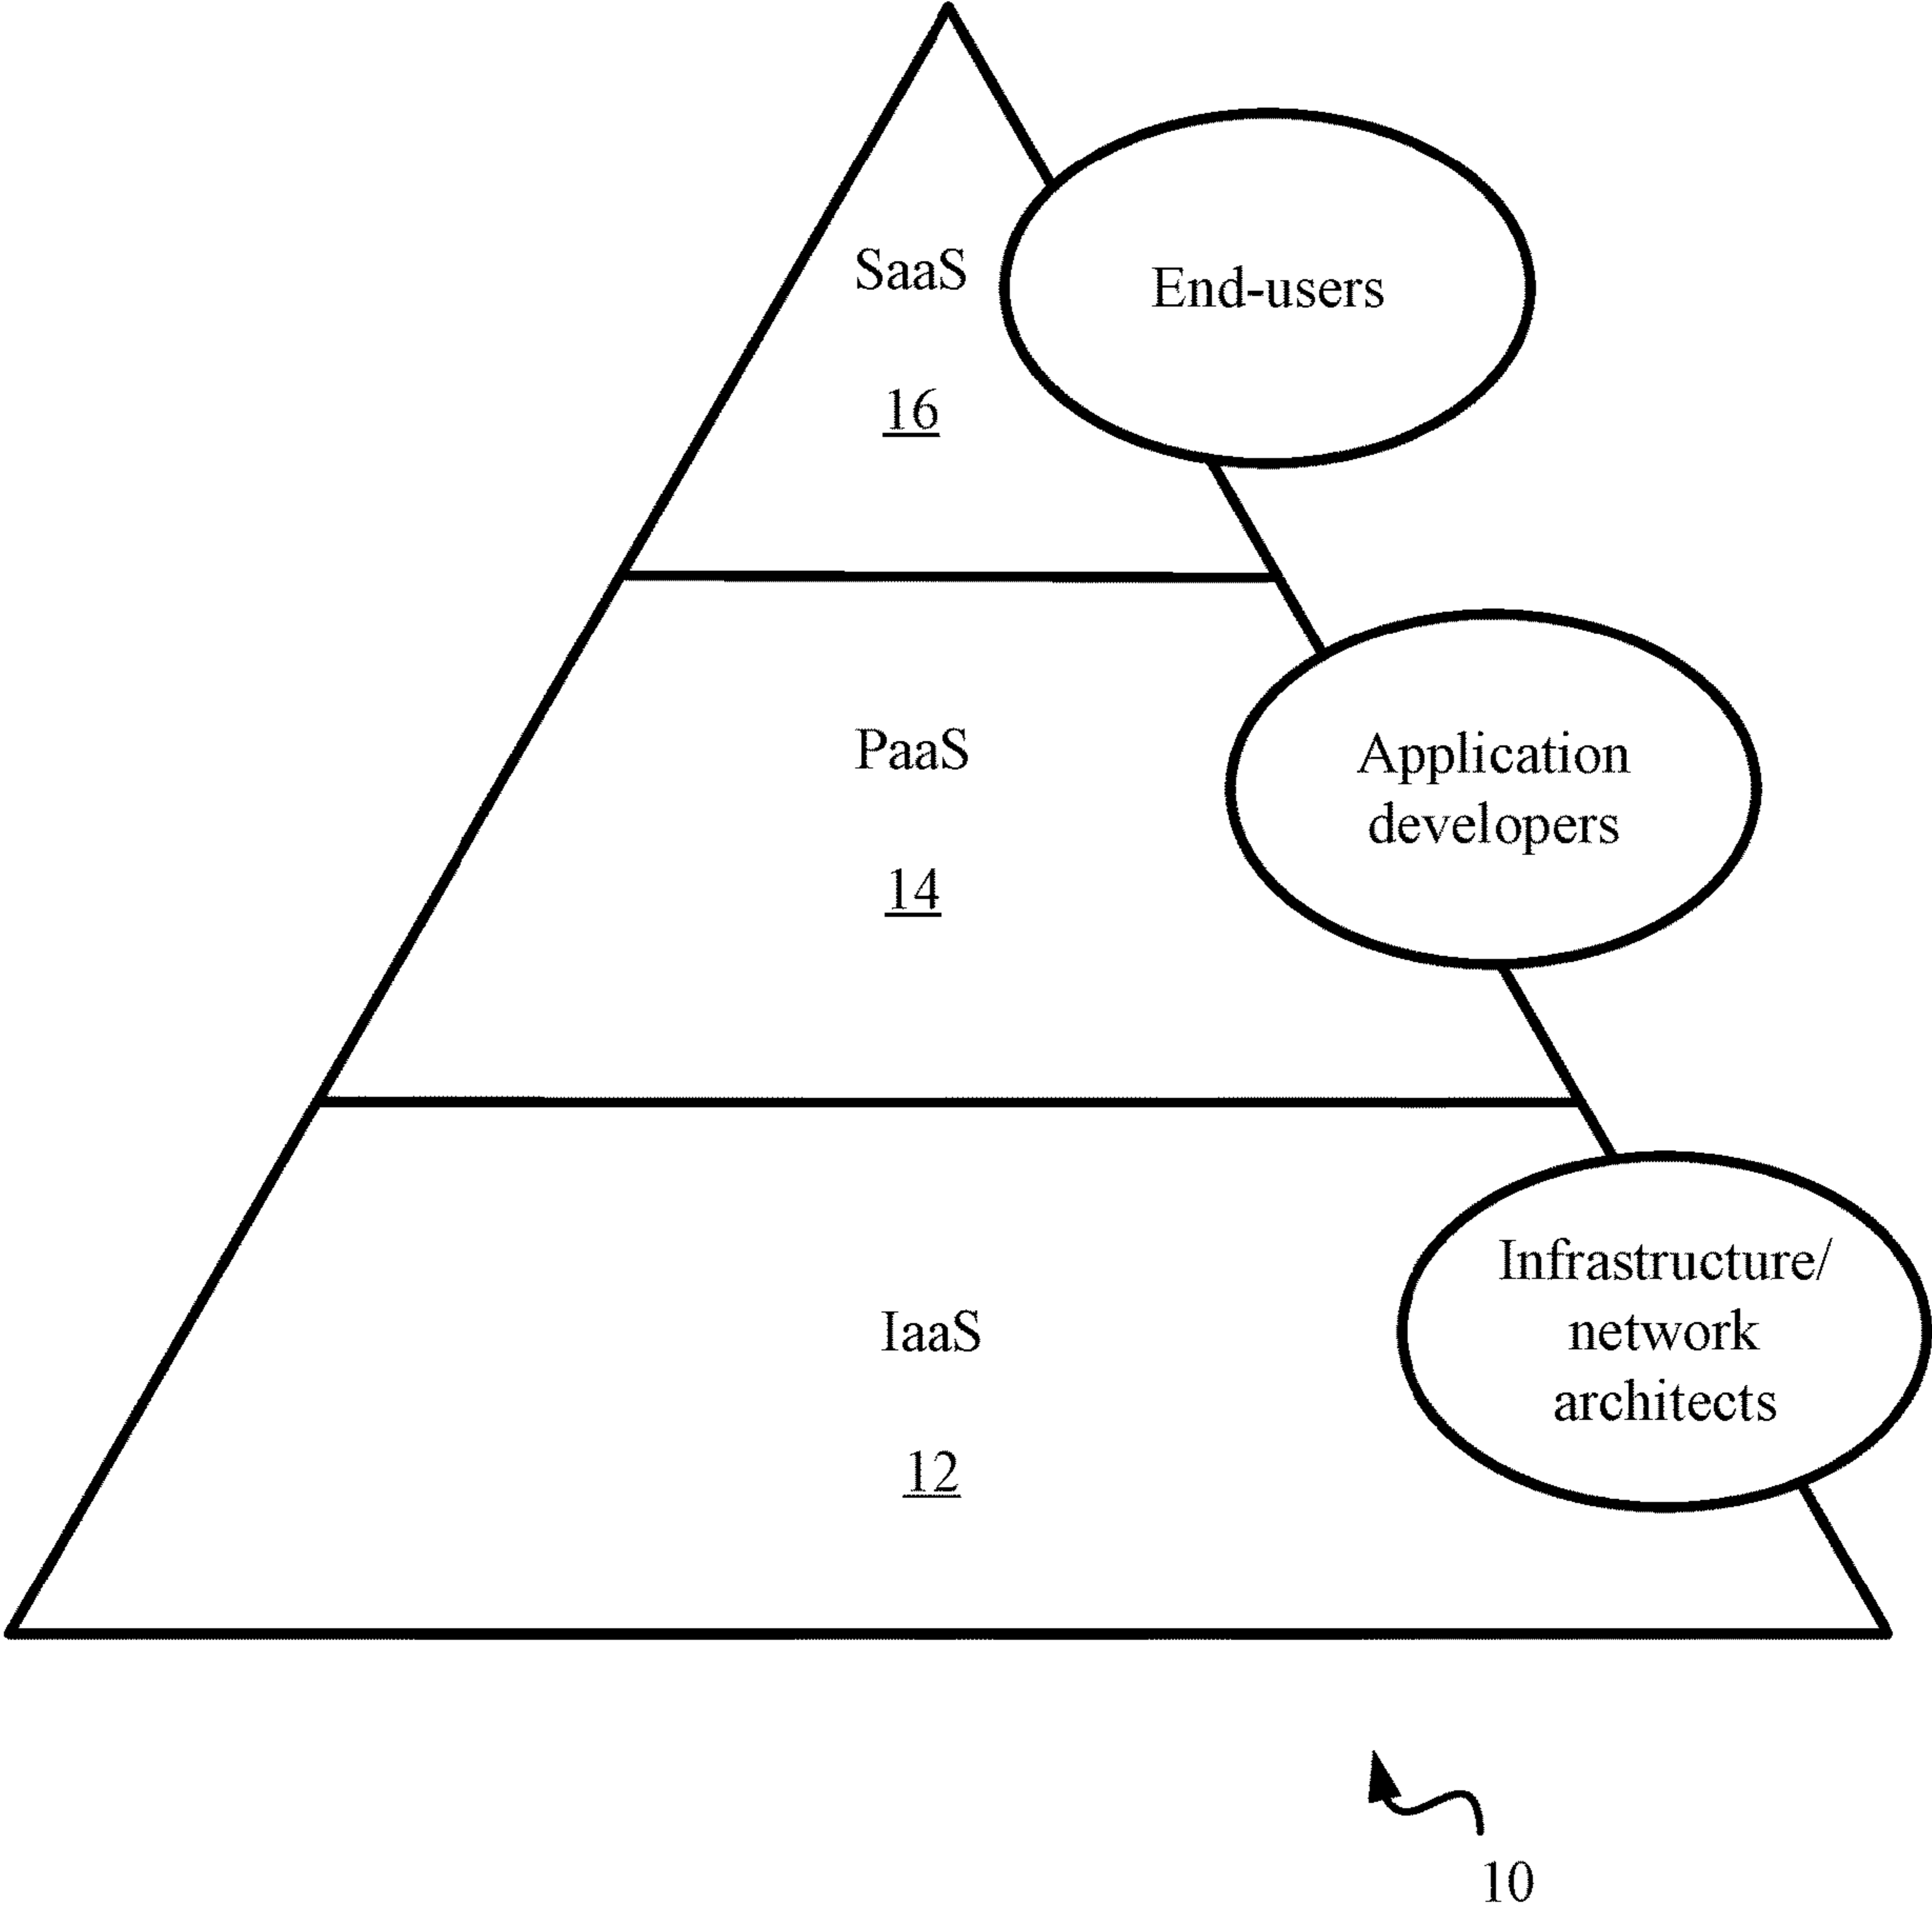 SaaS
End-users
16
PaaS
Application
developers
14
IaaS
Infrastructure/
network
architects
12
10